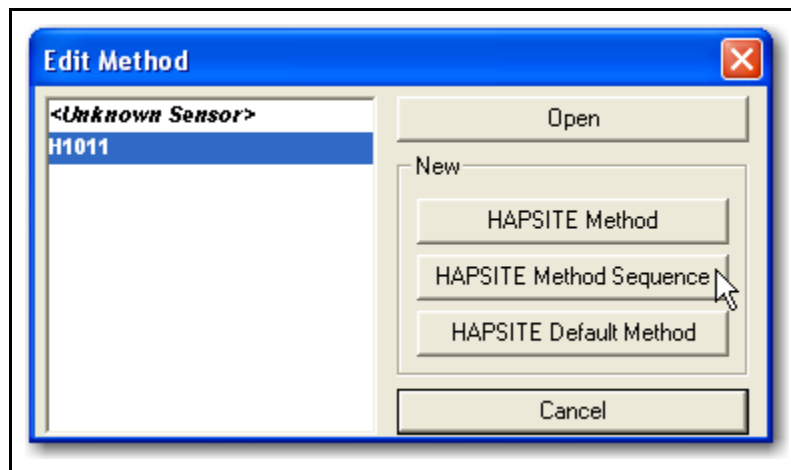 Edit Method
<Unknown Sensor>
H1011
Open
New
HAPSITE Method
HAPSITE Method Sequence
HAPSITE Default Method
Cancel